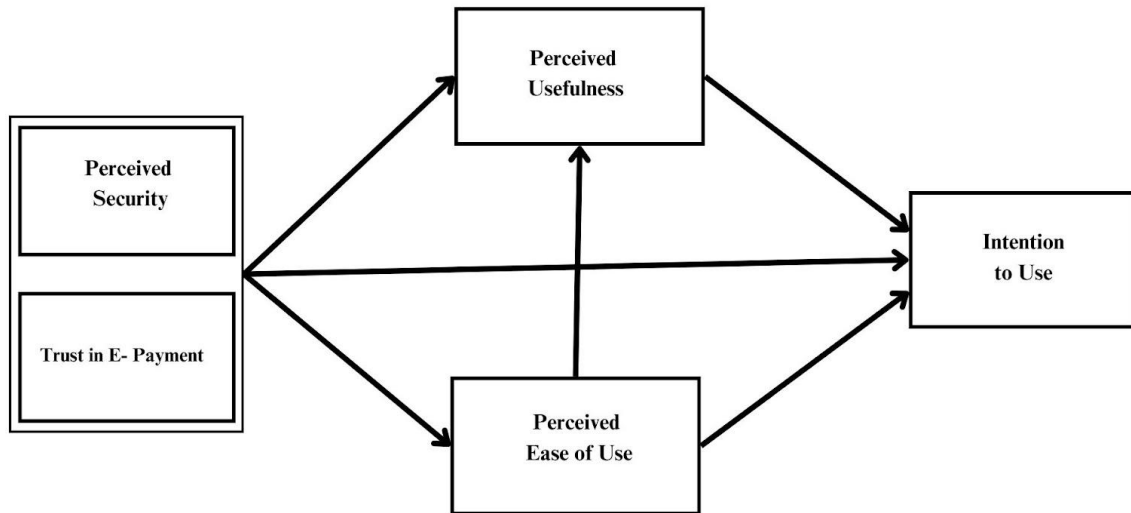 Perceived
Usefulness
Perceived
Security
Trust in E- Payment
Intention
to Use
Perceived
Ease of Use